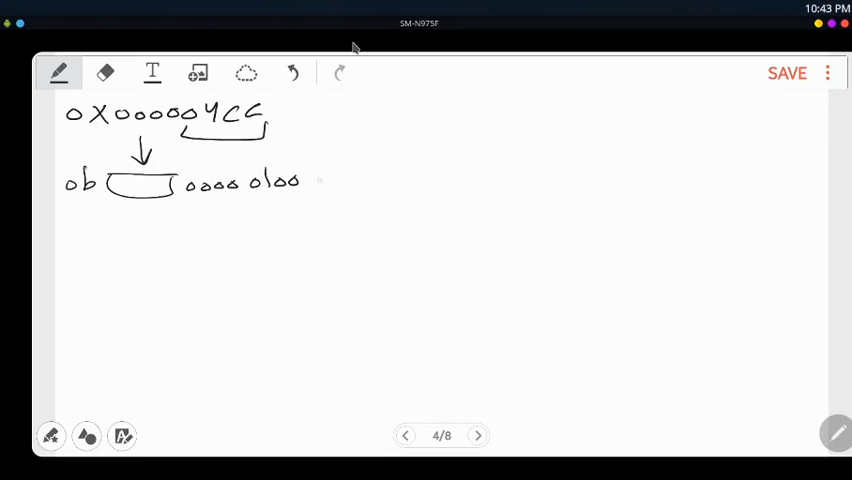 10:43 PM
SM-N975F
T SAVE
0x000004CC
0b 0000 0100
4/8